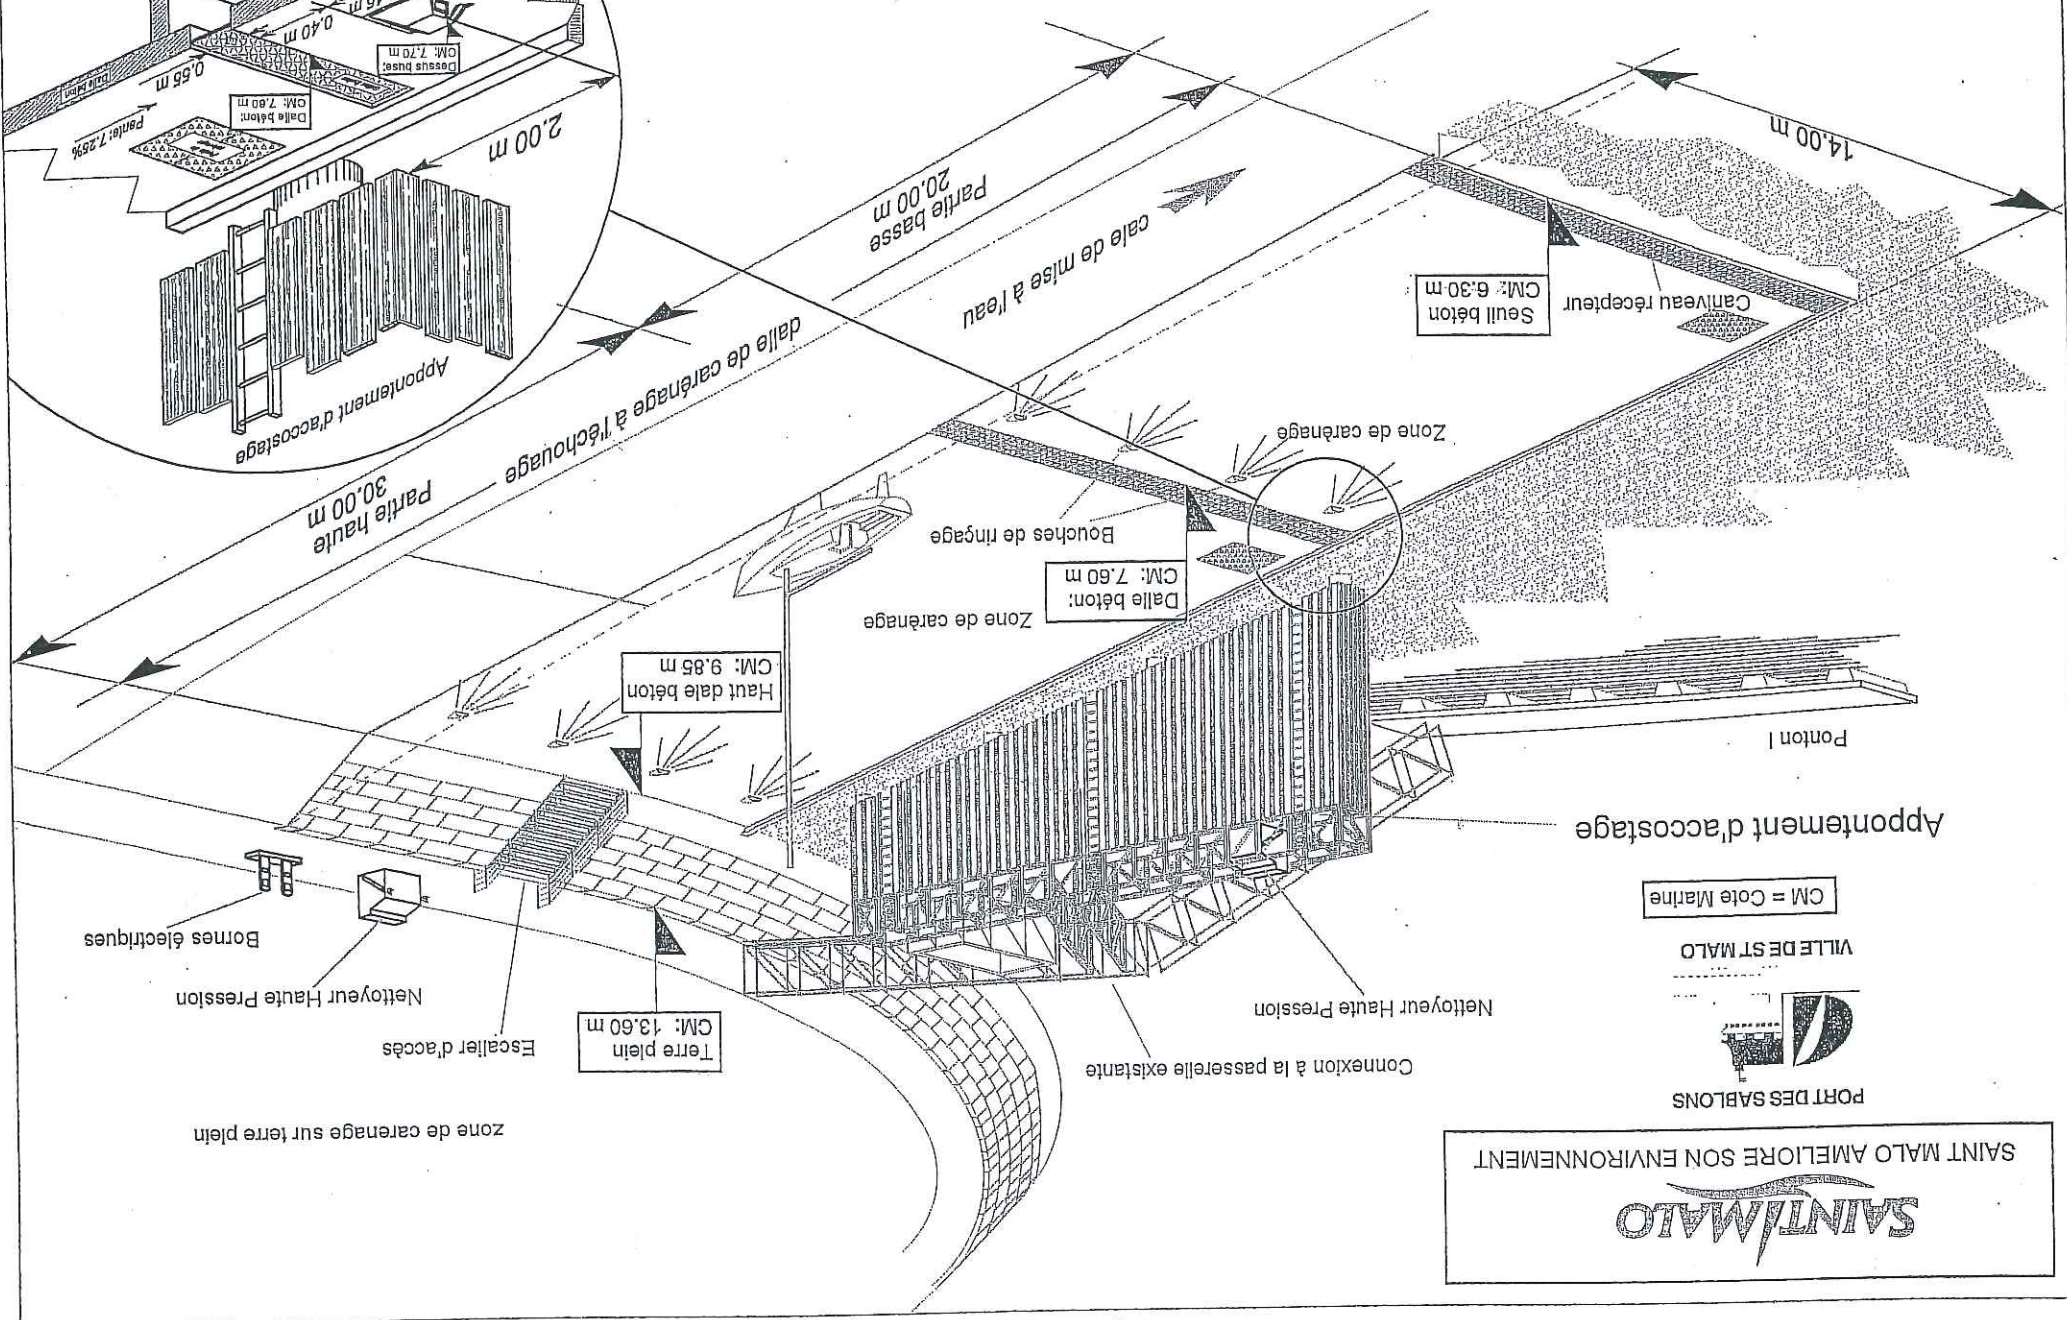 SAINT MALO
SAINT MALO AMELIORE SON ENVIRONNEMENT
PORT DES SABLONS
VILLE DE ST MALO
CM = Cote Marine
Appontement d'accostage
Ponton I
zone de carenage sur terre plein
Connexion à la passerelle existante
Nettoyeur Haute Pression
Terre plein
CM: 13.60 m
Escalier d'accès
Nettoyeur Haute Pression
Bornes électriques
Haut dale béton
CM: 9.85 m
Zone de carénage
Dalle béton:
CM: 7.60 m
Bouches de rinçage
Zone de carènage
Partie haute
30.00 m
dalle de carénage à l'échouage
cale de mise à l'eau
Partie basse
20.00 m
Caniveau récepteur
Seuil béton
CM: 6.30 m
14.00 m
Appontement d'accostage
2.00 m
Pente: 7.25%
Dalle béton:
CM: 7.60 m
0.55 m
Dalle béton
Dessus buse:
CM: 7.70 m
0.40 m